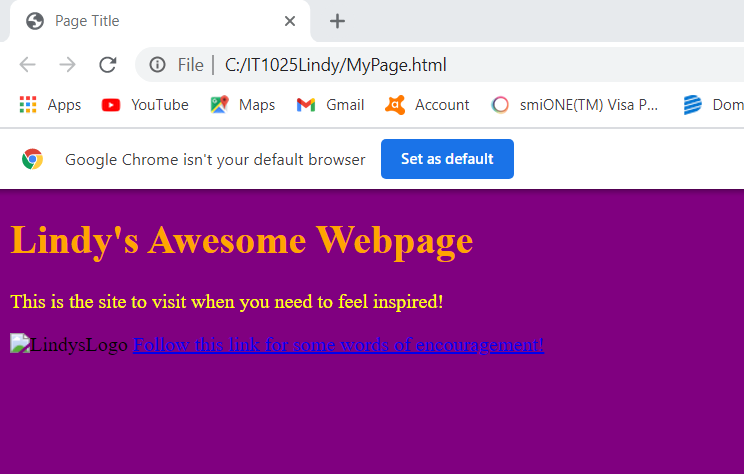 Page Title
File | C:/IT1025Lindy/MyPage.html
Apps YouTube Maps Gmail Account smiONE(TM) Visa P... Dom
Google Chrome isn't your default browser Set as default
Lindy's Awesome Webpage
This is the site to visit when you need to feel inspired!
LindysLogo Follow this link for some words of encouragement!